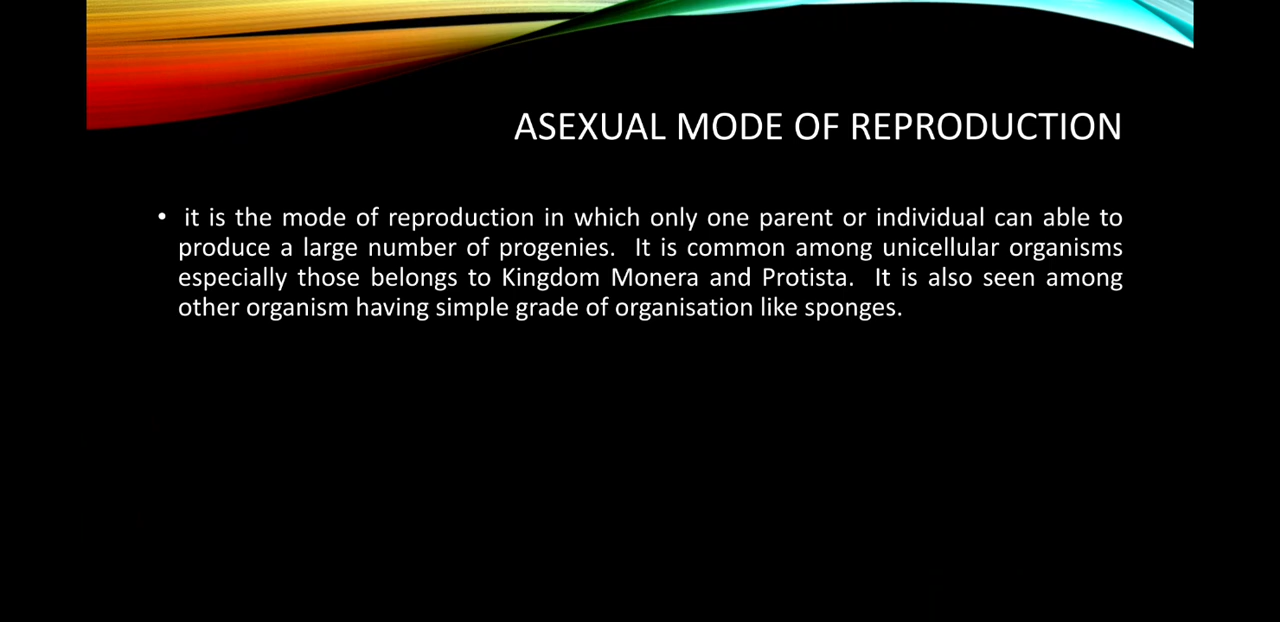 ASEXUAL MODE OF REPRODUCTION
• it is the mode of reproduction in which only one parent or individual can able to
produce a large number of progenies. It is common among unicellular organisms
especially those belongs to Kingdom Monera and Protista. It is also seen among
other organism having simple grade of organisation like sponges.